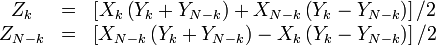 Z_k = [X_k (Y_k + Y_{N-k}) + X_{N-k} (Y_k − Y_{N-k})] /2
Z_{N-k} = [X_{N-k} (Y_k + Y_{N-k}) − X_k (Y_k − Y_{N-k})] /2